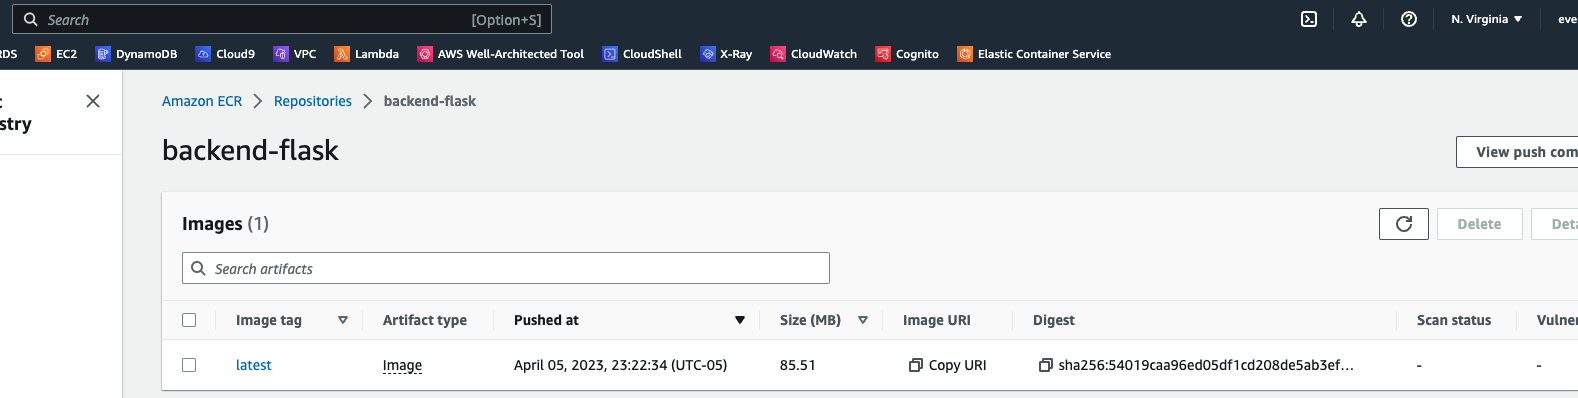 Search [Option+S] N. Virginia ▼ eve
RDS EC2 DynamoDB Cloud9 VPC Lambda AWS Well-Architected Tool CloudShell X-Ray CloudWatch Cognito Elastic Container Service
stry
Amazon ECR > Repositories > backend-flask
backend-flask
View push com
Images (1)
Delete Deta
Search artifacts
Image tag Artifact type Pushed at Size (MB) Image URI Digest Scan status Vulner
latest Image April 05, 2023, 23:22:34 (UTC-05) 85.51 Copy URI sha256:54019caa96ed05df1cd208de5ab3ef... - -